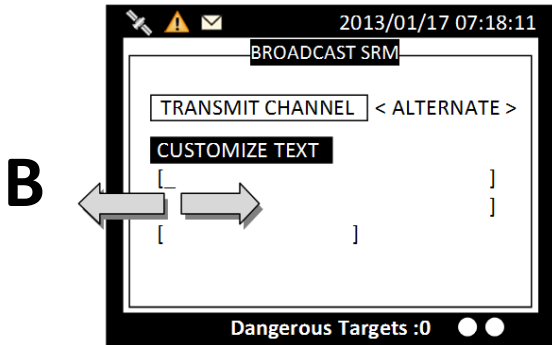 2013/01/17 07:18:11
BROADCAST SRM
TRANSMIT CHANNEL < ALTERNATE >
CUSTOMIZE TEXT
[_ ]
]
[ ]
B
Dangerous Targets :0